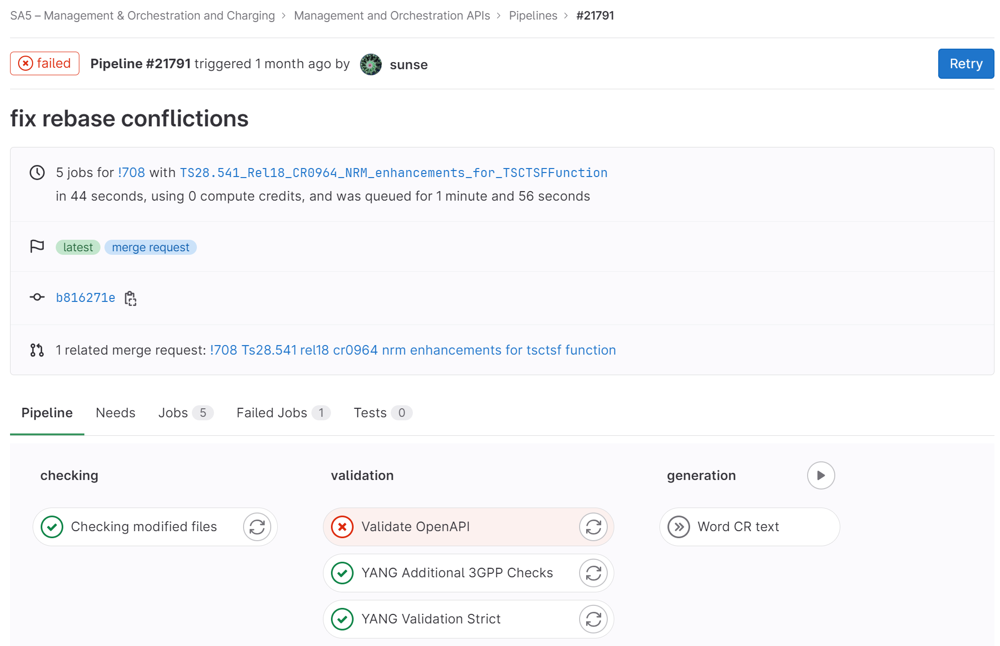 SA5 – Management & Orchestration and Charging › Management and Orchestration APIs › Pipelines › #21791
failed Pipeline #21791 triggered 1 month ago by sunse Retry
fix rebase conflictions
5 jobs for !708 with TS28.541_Rel18_CR0964_NRM_enhancements_for_TSCTSFFunction
in 44 seconds, using 0 compute credits, and was queued for 1 minute and 56 seconds
latest merge request
b816271e
1 related merge request: !708 Ts28.541 rel18 cr0964 nrm enhancements for tsctsf function
Pipeline Needs Jobs 5 Failed Jobs 1 Tests 0
checking validation generation
Checking modified files Validate OpenAPI Word CR text
YANG Additional 3GPP Checks
YANG Validation Strict